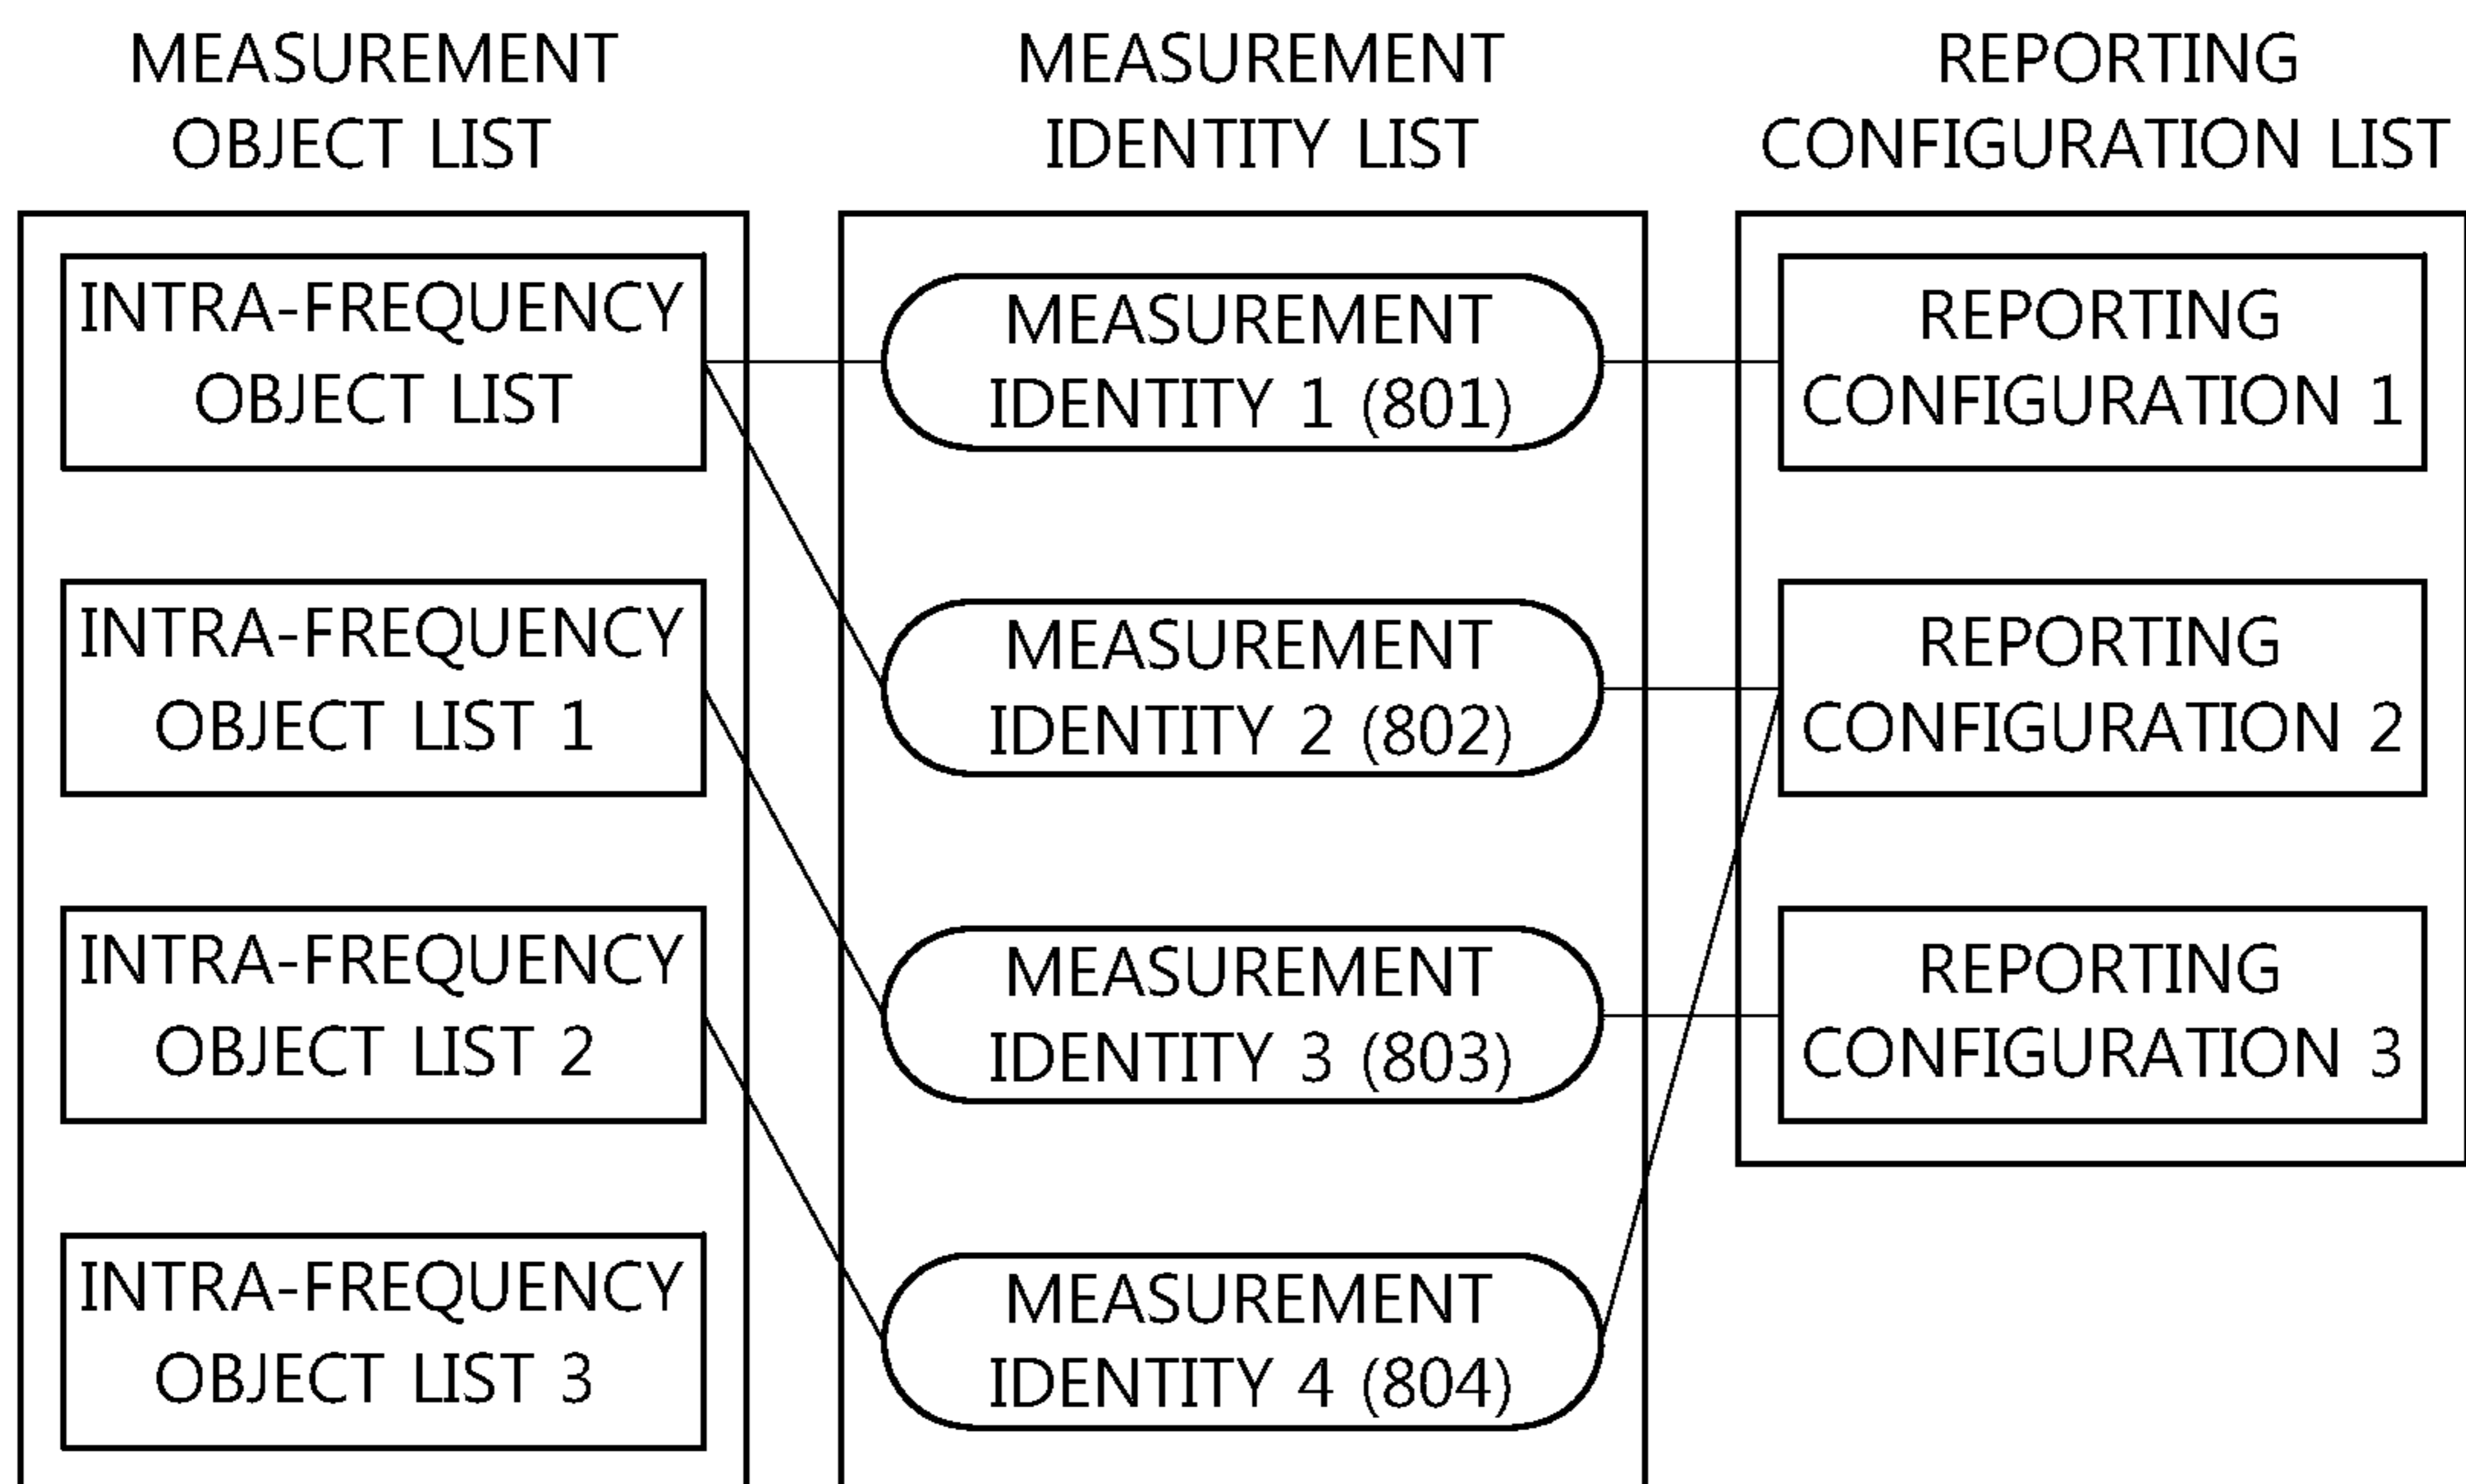 MEASUREMENT
OBJECT LIST
MEASUREMENT
IDENTITY LIST
REPORTING
CONFIGURATION LIST
INTRA-FREQUENCY
OBJECT LIST
MEASUREMENT
IDENTITY 1 (801)
REPORTING
CONFIGURATION 1
INTRA-FREQUENCY
OBJECT LIST 1
MEASUREMENT
IDENTITY 2 (802)
REPORTING
CONFIGURATION 2
INTRA-FREQUENCY
OBJECT LIST 2
MEASUREMENT
IDENTITY 3 (803)
REPORTING
CONFIGURATION 3
INTRA-FREQUENCY
OBJECT LIST 3
MEASUREMENT
IDENTITY 4 (804)